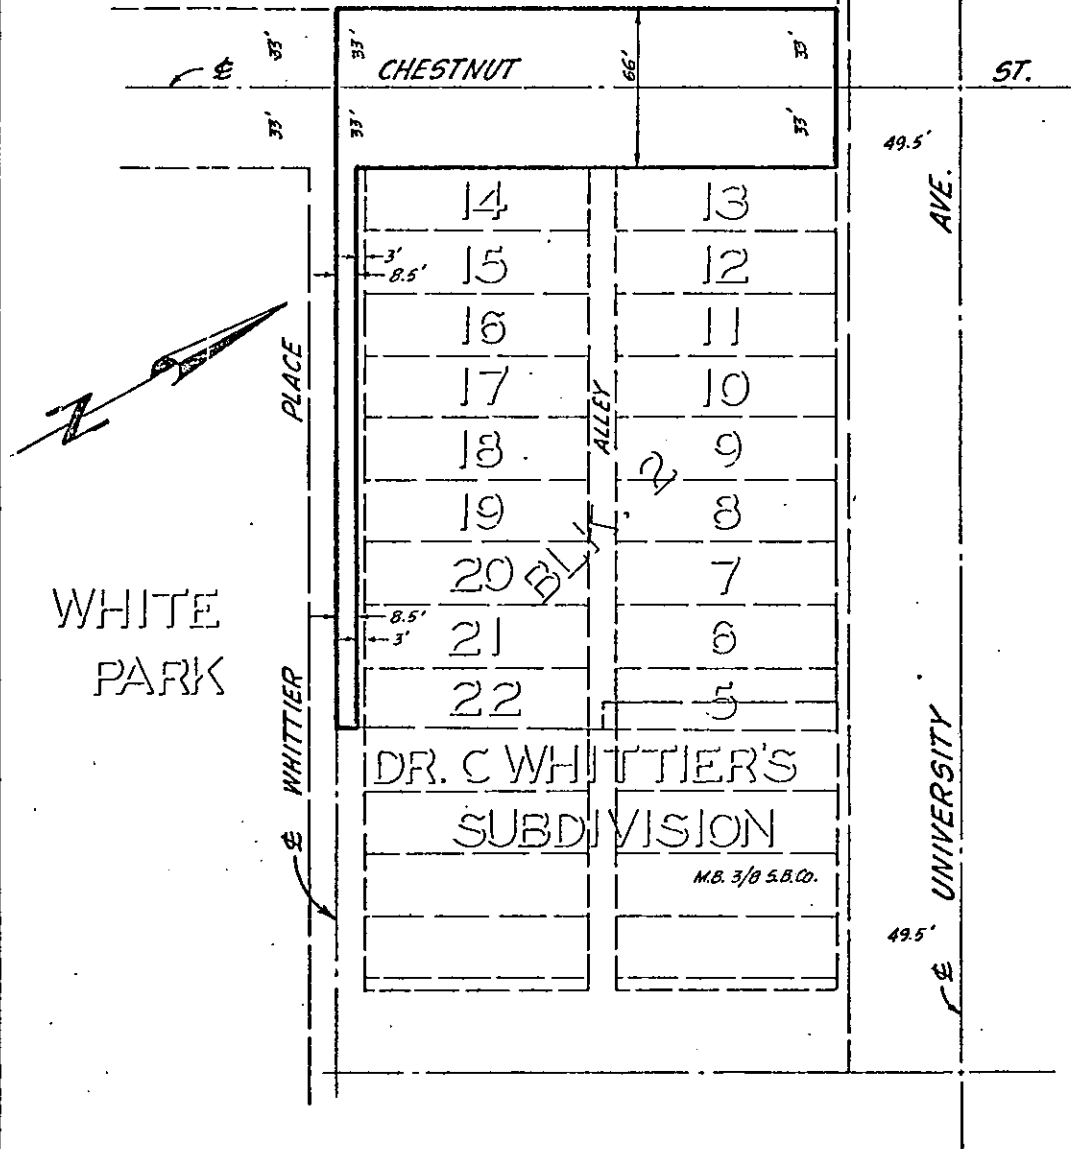 33'
33'
CHESTNUT
66'
33'
ST.
℄
33'
33'
33'
49.5'
AVE.
14
13
3'
8.5'
15
12
16
11
N
PLACE
17
10
ALLEY
18
9
19
8
BLK. 2
20
7
WHITE
PARK
8.5'
3'
21
6
22
5
℄ WHITTIER
DR. C WHITTIER'S
SUBDIVISION
M.B. 3/8 S.B.CO.
℄ UNIVERSITY
49.5'